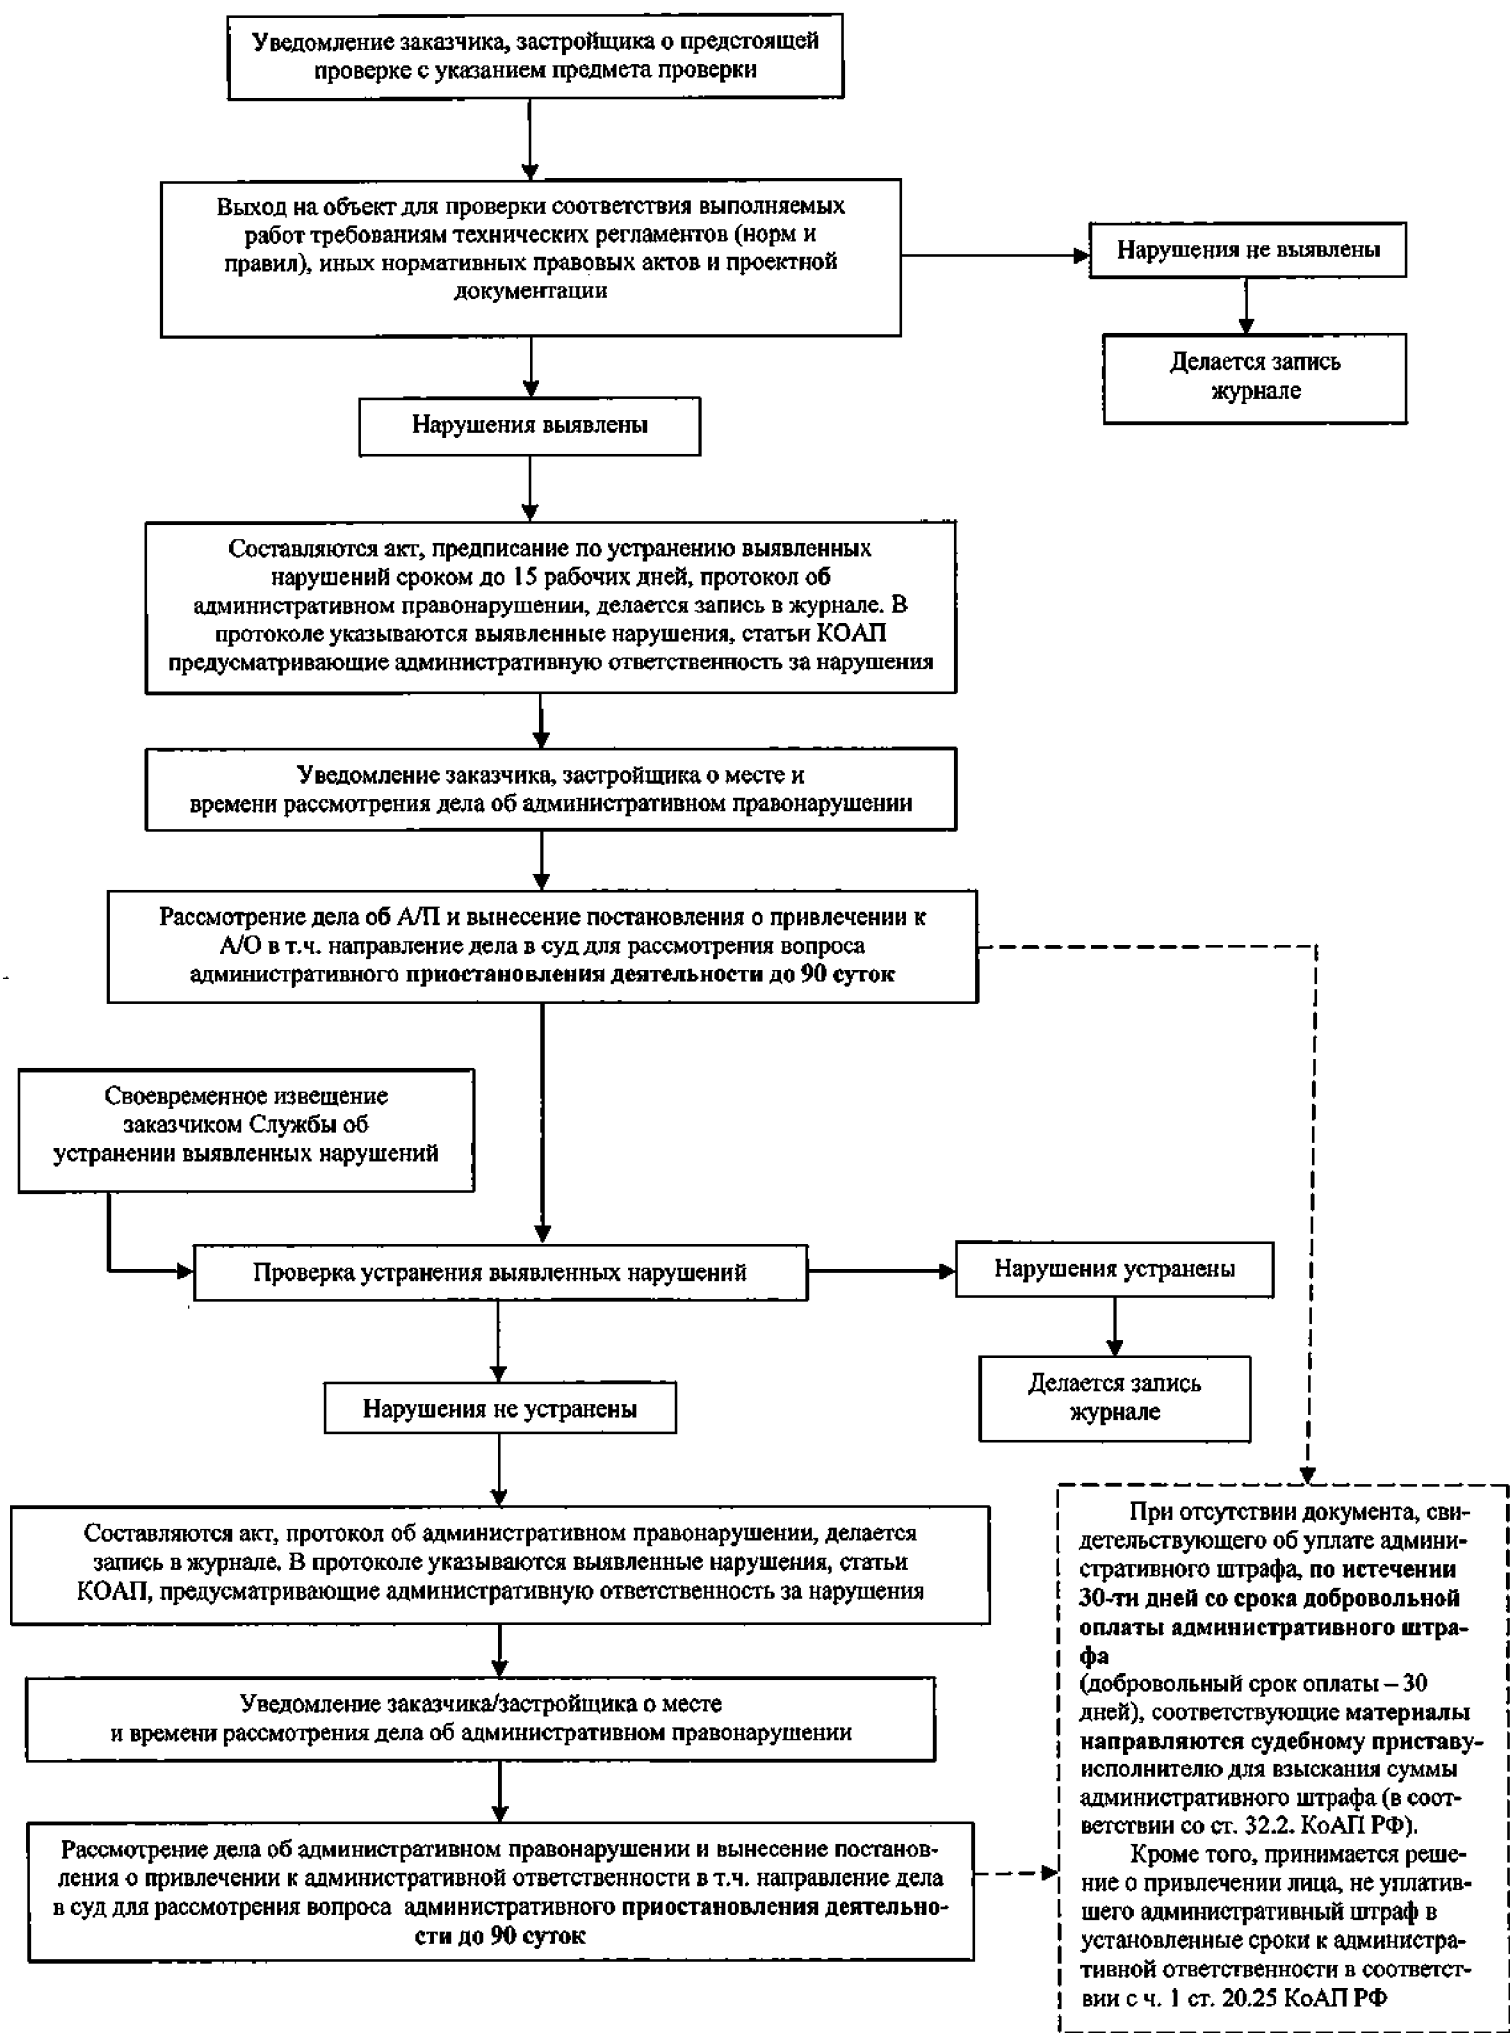 Уведомление заказчика, застройщика о предстоящей
проверке с указанием предмета проверки
Выход на объект для проверки соответствия выполняемых
работ требованиям технических регламентов (норм и
правил), иных нормативных правовых актов и проектной
документации
Нарушения не выявлены
Делается запись
журнале
Нарушения выявлены
Составляются акт, предписание по устранению выявленных
нарушений сроком до 15 рабочих дней, протокол об
административном правонарушении, делается запись в журнале. В
протоколе указываются выявленные нарушения, статьи КОАП
предусматривающие административную ответственность за нарушения
Уведомление заказчика, застройщика о месте и
времени рассмотрения дела об административном правонарушении
Рассмотрение дела об А/П и вынесение постановления о привлечении к
А/О в т.ч. направление дела в суд для рассмотрения вопроса
административного приостановления деятельности до 90 суток
Своевременное извещение
заказчиком Службы об
устранении выявленных нарушений
Проверка устранения выявленных нарушений
Нарушения устранены
Делается запись
журнале
Нарушения не устранены
Составляются акт, протокол об административном правонарушении, делается
запись в журнале. В протоколе указываются выявленные нарушения, статьи
КОАП, предусматривающие административную ответственность за нарушения
Уведомление заказчика/застройщика о месте
и времени рассмотрения дела об административном правонарушении
Рассмотрение дела об административном правонарушении и вынесение постанов-
ления о привлечении к административной ответственности в т.ч. направление дела
в суд для рассмотрения вопроса административного приостановления деятельно-
сти до 90 суток
При отсутствии документа, сви-
детельствующего об уплате админи-
стративного штрафа, по истечении
30-ти дней со срока добровольной
оплаты административного штра-
фа
(добровольный срок оплаты – 30
дней), соответствующие материалы
направляются судебному приставу-
исполнителю для взыскания суммы
административного штрафа (в соот-
ветствии со ст. 32.2. КоАП РФ).
Кроме того, принимается реше-
ние о привлечении лица, не уплатив-
шего административный штраф в
установленные сроки к администра-
тивной ответственности в соответст-
вии с ч. 1 ст. 20.25 КоАП РФ